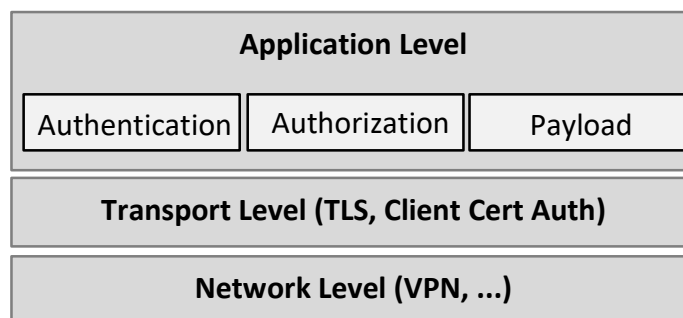 Application Level
Authentication Authorization Payload
Transport Level (TLS, Client Cert Auth)
Network Level (VPN, ...)